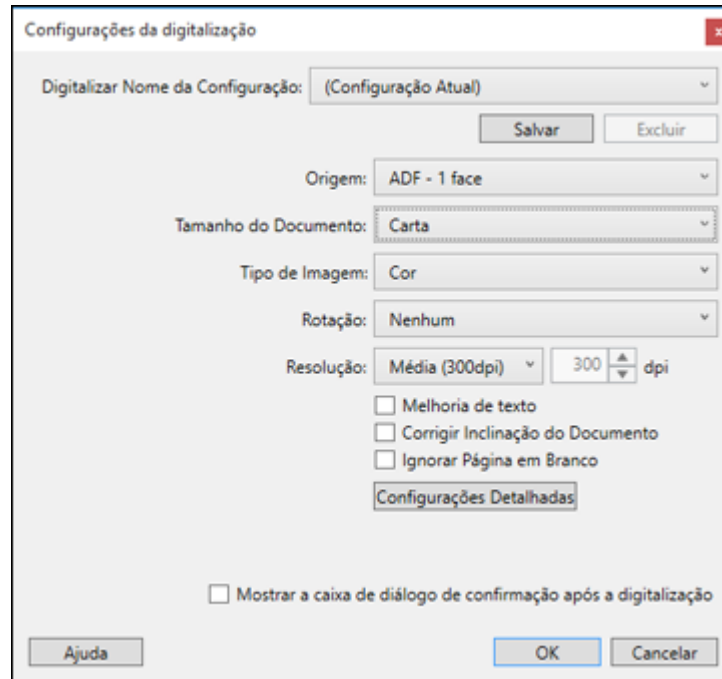 Configurações da digitalização
x
Digitalizar Nome da Configuração: (Configuração Atual)
Salvar Excluir
Origem: ADF - 1 face
Tamanho do Documento: Carta
Tipo de Imagem: Cor
Rotação: Nenhum
Resolução: Média (300dpi) 300 dpi
Melhoria de texto
Corrigir Inclinação do Documento
Ignorar Página em Branco
Configurações Detalhadas
Mostrar a caixa de diálogo de confirmação após a digitalização
Ajuda OK Cancelar